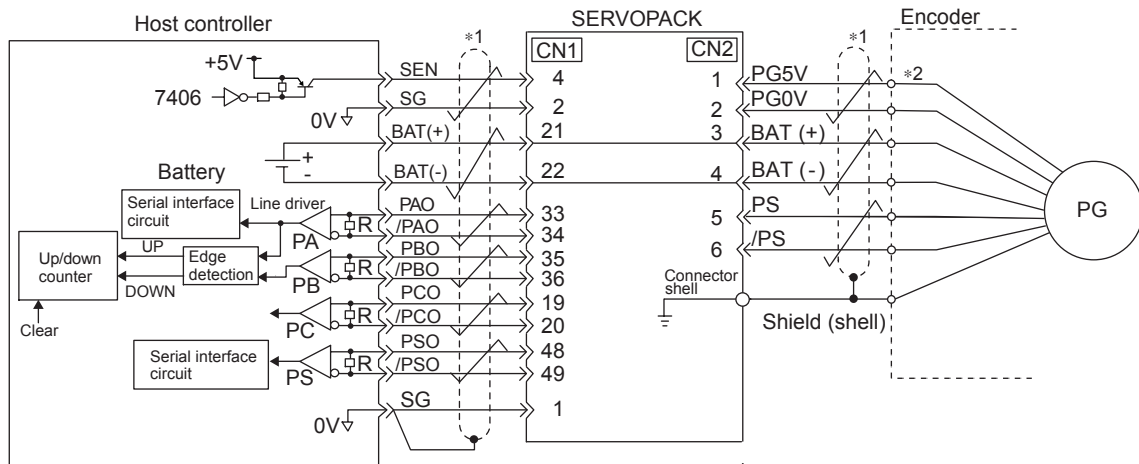 Host controller
SERVOPACK
Encoder
*1
CN1
CN2
*1
*2
+5V
7406
SEN
4
1
PG5V
0V
SG
2
2
PG0V
BAT(+)
21
3
BAT (+)
+
-
Battery
BAT(-)
22
4
BAT (-)
Serial interface
circuit
Line driver
PA
R
PAO
33
/PAO
34
5
PS
PG
UP
Up/down
counter
Edge
detection
DOWN
PB
R
PBO
35
/PBO
36
6
/PS
Clear
PC
R
PCO
19
/PCO
20
Connector
shell
Shield (shell)
Serial interface
circuit
PS
R
PSO
48
/PSO
49
0V
SG
1